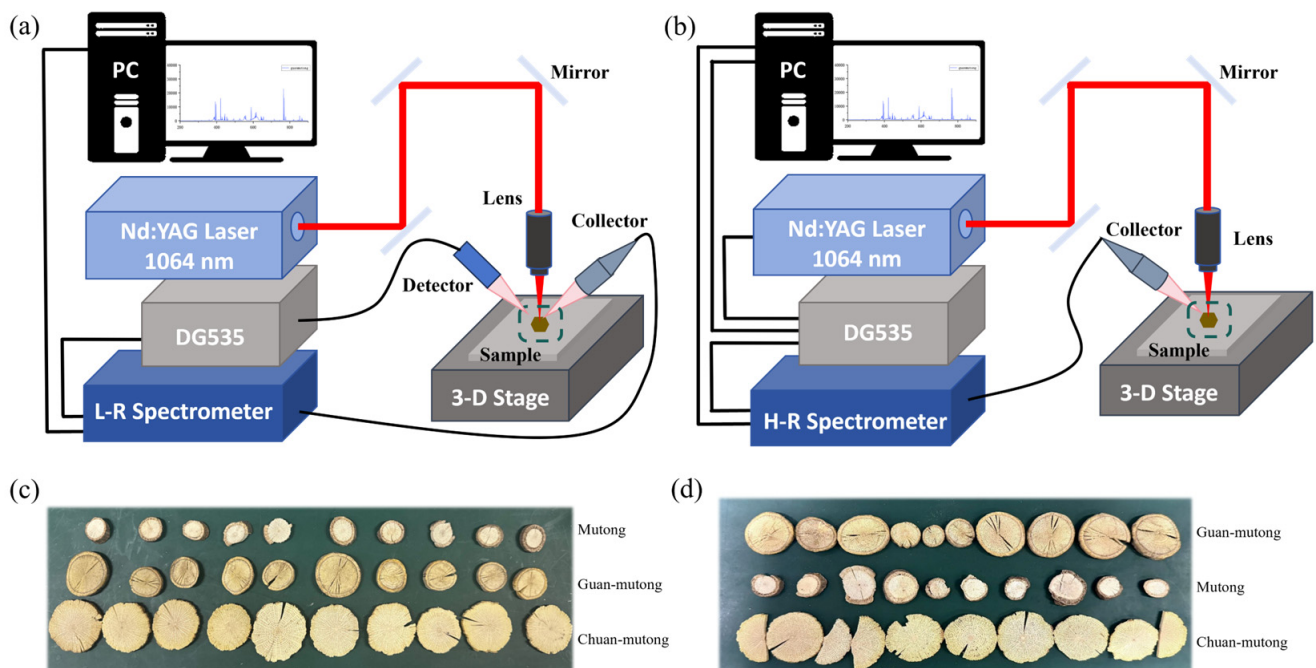 (a)
PC
Mirror
Nd:YAG Laser
1064 nm
Lens
Collector
Detector
DG535
Sample
L-R Spectrometer
3-D Stage
(b)
PC
Mirror
Nd:YAG Laser
1064 nm
Collector
Lens
DG535
Sample
H-R Spectrometer
3-D Stage
(c)
Mutong
Guan-mutong
Chuan-mutong
(d)
Guan-mutong
Mutong
Chuan-mutong